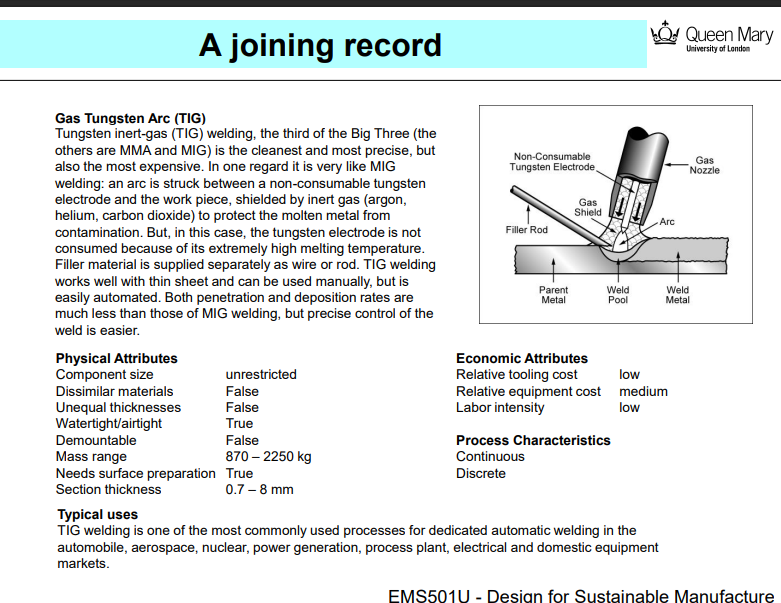 A joining record
Queen Mary
University of London
Gas Tungsten Arc (TIG)
Tungsten inert-gas (TIG) welding, the third of the Big Three (the
others are MMA and MIG) is the cleanest and most precise, but
also the most expensive. In one regard it is very like MIG
welding: an arc is struck between a non-consumable tungsten
electrode and the work piece, shielded by inert gas (argon,
helium, carbon dioxide) to protect the molten metal from
contamination. But, in this case, the tungsten electrode is not
consumed because of its extremely high melting temperature.
Filler material is supplied separately as wire or rod. TIG welding
works well with thin sheet and can be used manually, but is
easily automated. Both penetration and deposition rates are
much less than those of MIG welding, but precise control of the
weld is easier.
Non-Consumable
Tungsten Electrode
Gas
Nozzle
Gas
Shield
Arc
Filler Rod
Parent
Metal
Weld
Pool
Weld
Metal
Physical Attributes
Component size unrestricted
Dissimilar materials False
Unequal thicknesses False
Watertight/airtight True
Demountable False
Mass range 870 – 2250 kg
Needs surface preparation True
Section thickness 0.7 – 8 mm
Economic Attributes
Relative tooling cost low
Relative equipment cost medium
Labor intensity low
Process Characteristics
Continuous
Discrete
Typical uses
TIG welding is one of the most commonly used processes for dedicated automatic welding in the
automobile, aerospace, nuclear, power generation, process plant, electrical and domestic equipment
markets.
EMS501U - Design for Sustainable Manufacture